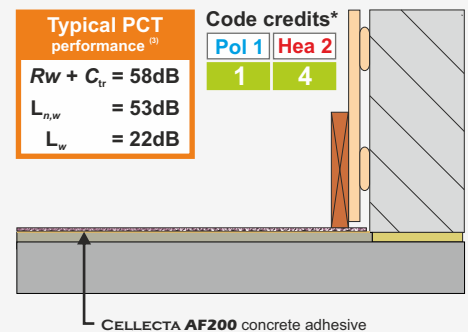 Typical PCT
performance (3)
Rw + Ctr = 58dB
Ln,w = 53dB
Lw = 22dB
Code credits*
Pol 1 Hea 2
1 4
CELLECTA AF200 concrete adhesive